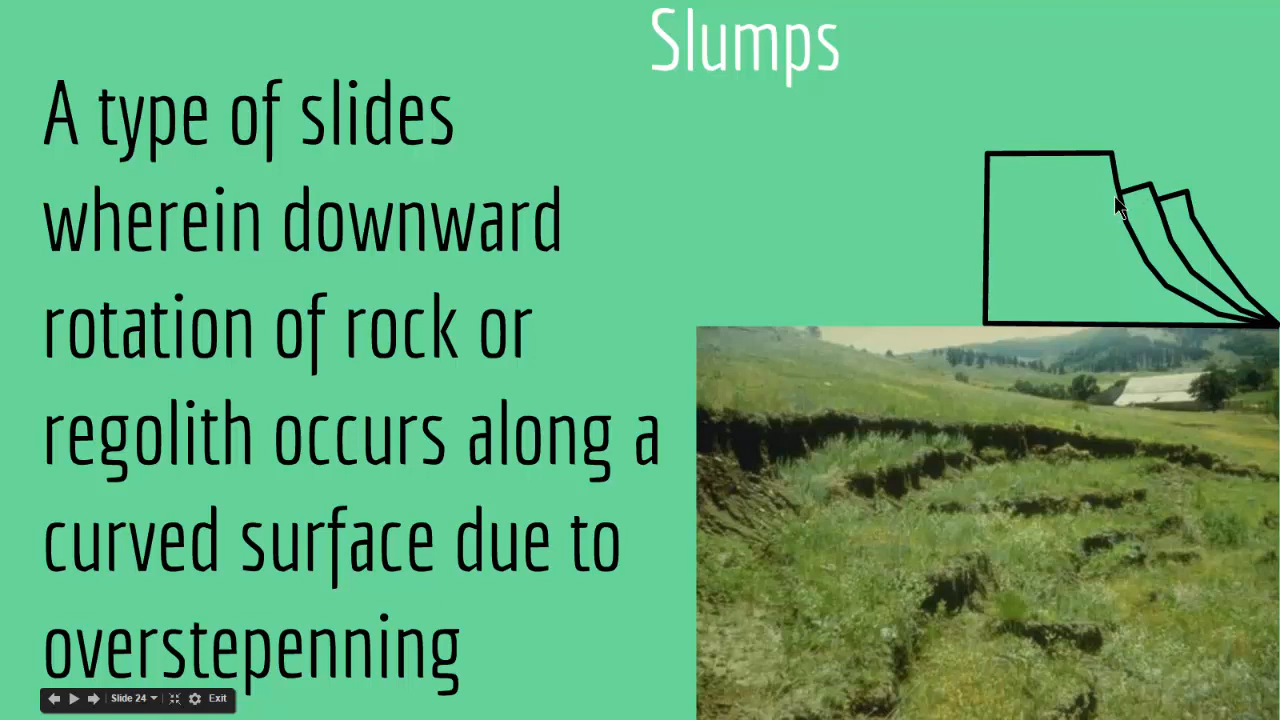 Slumps
A type of slides
wherein downward
rotation of rock or
regolith occurs along a
curved surface due to
overstepenning
Slide 24
Exit